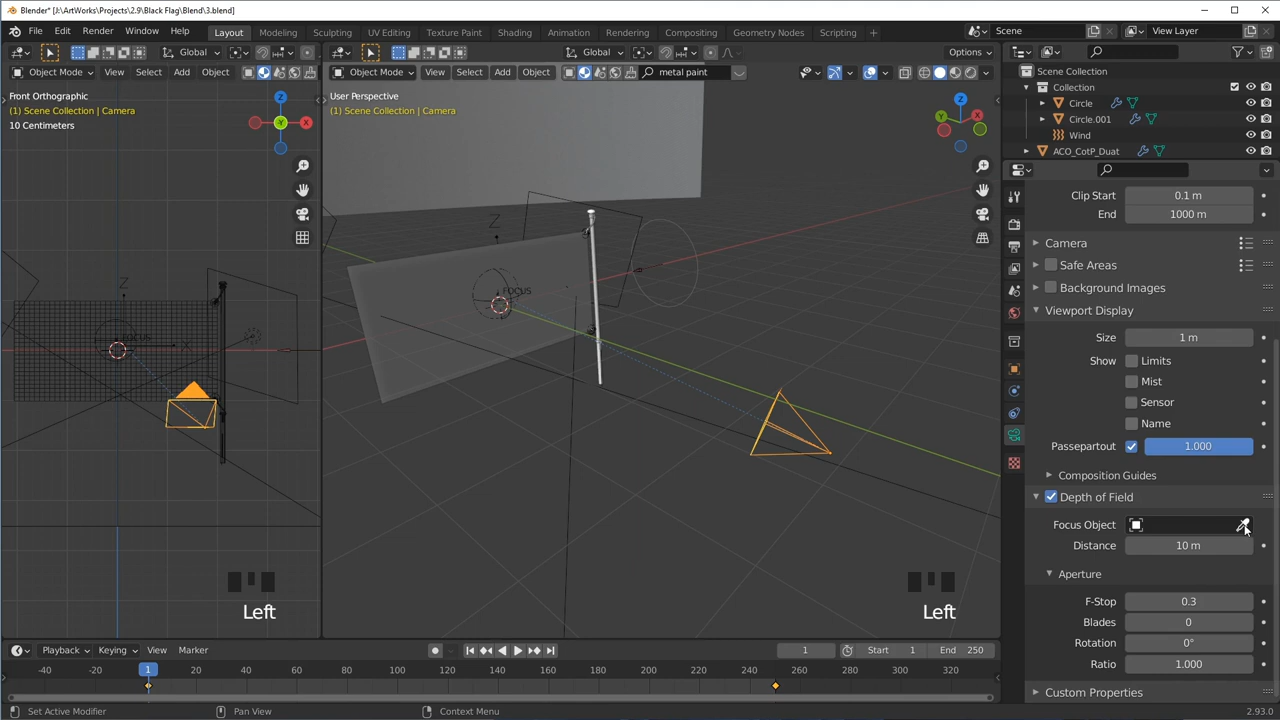 Blender* [J:\ArtWorks\Projects\2.9\Black Flag\Blend\3.blend]
File Edit Render Window Help Layout Modeling Sculpting UV Editing Texture Paint Shading Animation Rendering Compositing Geometry Nodes Scripting + Scene View Layer
Global Global Options
Object Mode View Select Add Object Object Mode View Select Add Object metal paint
Scene Collection
Collection
Circle
Circle.001
Wind
ACO_CotP_Duat
Front Orthographic
(1) Scene Collection | Camera
10 Centimeters
User Perspective
(1) Scene Collection | Camera
Z
X
Y
Z
X
Y
Z
FOCUS
Z
X
FOCUS
Left
Left
Clip Start 0.1 m
End 1000 m
Camera
Safe Areas
Background Images
Viewport Display
Size 1 m
Show Limits
Mist
Sensor
Name
Passepartout 1.000
Composition Guides
Depth of Field
Focus Object
Distance 10 m
Aperture
F-Stop 0.3
Blades 0
Rotation 0°
Ratio 1.000
Custom Properties
Playback Keying View Marker 1 Start 1 End 250
-40 -20 1 20 40 60 80 100 120 140 160 180 200 220 240 260 280 300 320
Set Active Modifier Pan View Context Menu 2.93.0